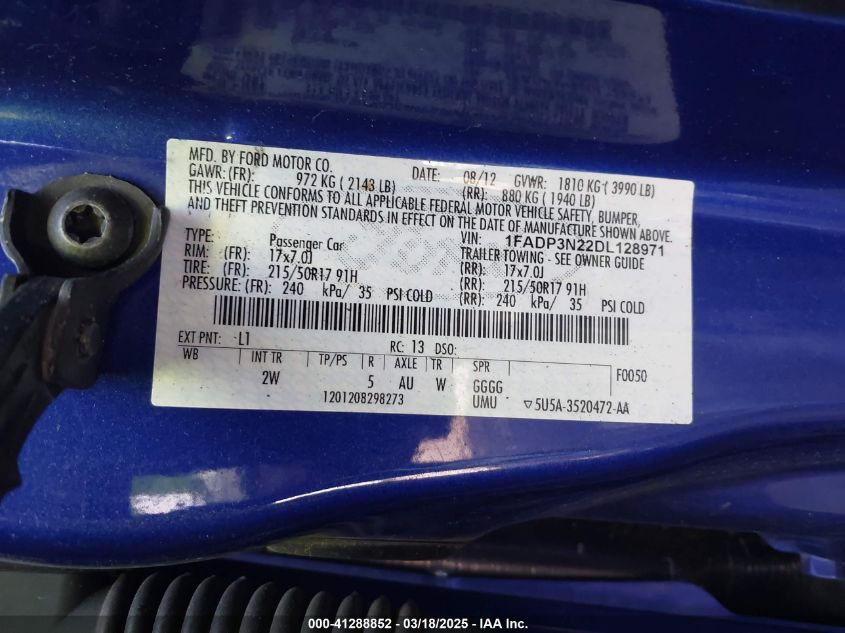 MFD. BY FORD MOTOR CO. DATE: 08/12 GVWR: 1810 KG ( 3990 LB)
GAWR: (FR): 972 KG ( 2143 LB) (RR): 880 KG ( 1940 LB)
THIS VEHICLE CONFORMS TO ALL APPLICABLE FEDERAL MOTOR VEHICLE SAFETY, BUMPER,
AND THEFT PREVENTION STANDARDS IN EFFECT ON THE DATE OF MANUFACTURE SHOWN ABOVE.
VIN: 1FADP3N22DL128971
TYPE: Passenger Car TRAILER TOWING - SEE OWNER GUIDE
RIM: (FR) 17x7.0J (RR): 17x7.0J
TIRE: (FR) 215/50R17 91H (RR): 215/50R17 91H
PRESSURE: (FR): 240 kPa/ 35 PSI COLD (RR): 240 kPa/ 35 PSI COLD
EXT PNT: L1 RC: 13 DSO:
WB INT TR TP/PS R AXLE TR SPR F0050
2W 5 AU W GGGG
1201208298273 UMU ▽5U5A-3520472-AA
000-41288852 / 03/18/2025 - IAA Inc.